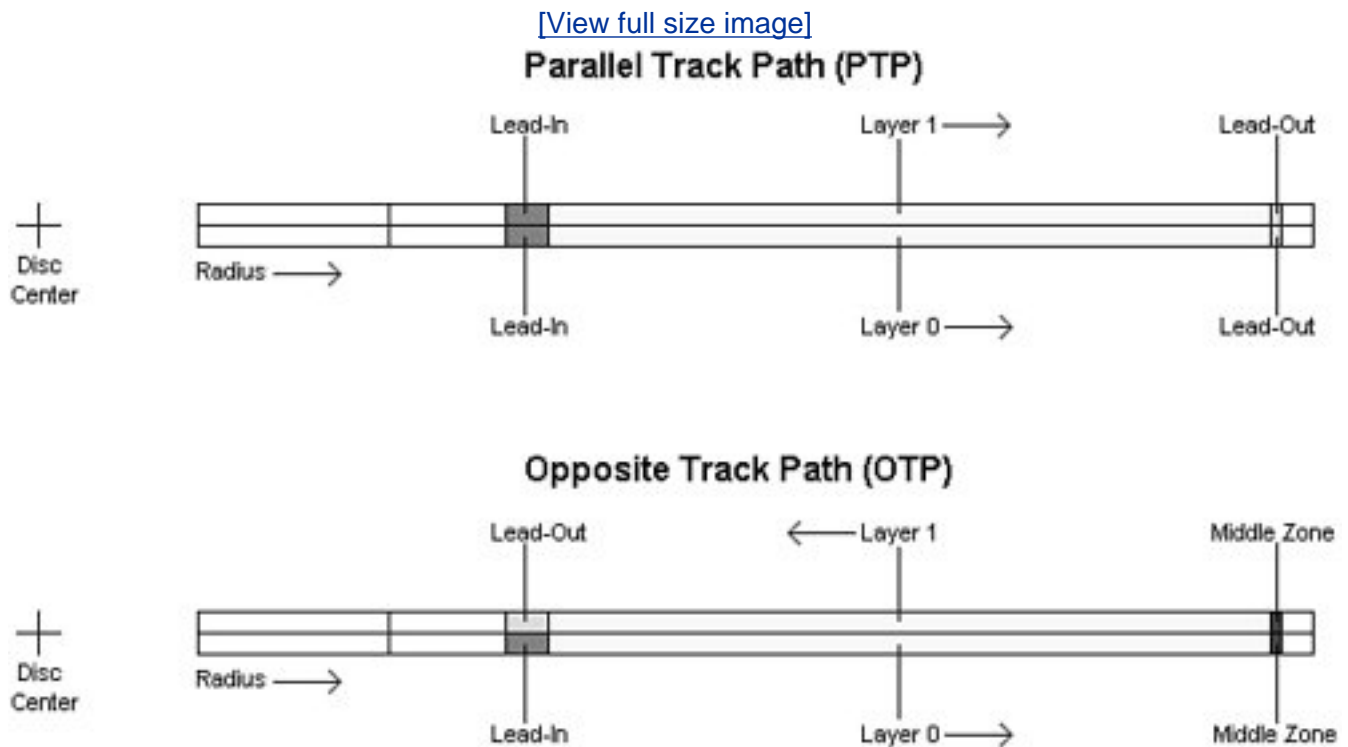 [View full size image]
Parallel Track Path (PTP)
Lead-In Layer 1 Lead-Out
Disc
Center
Radius
Lead-In Layer 0 Lead-Out
Opposite Track Path (OTP)
Lead-Out Layer 1 Middle Zone
Disc
Center
Radius
Lead-In Layer 0 Middle Zone